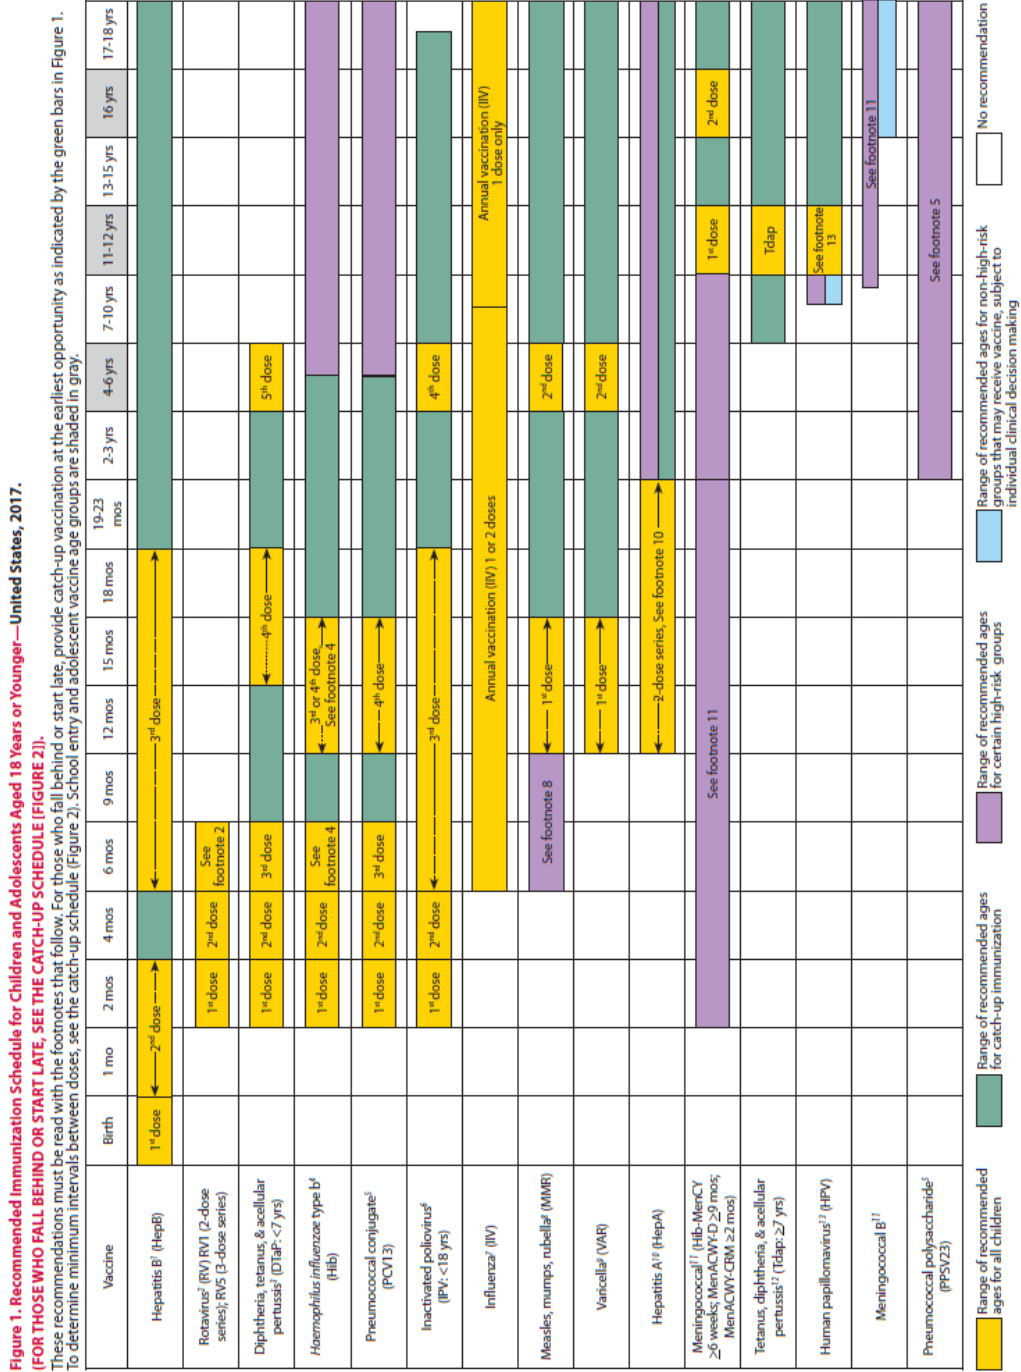 Figure 1. Recommended Immunization Schedule for Children and Adolescents Aged 18 Years or Younger—United States, 2017.
(FOR THOSE WHO FALL BEHIND OR START LATE, SEE THE CATCH-UP SCHEDULE [FIGURE 2]).
These recommendations must be read with the footnotes that follow. For those who fall behind or start late, provide catch-up vaccination at the earliest opportunity as indicated by the green bars in Figure 1.
To determine minimum intervals between doses, see the catch-up schedule (Figure 2). School entry and adolescent vaccine age groups are shaded in gray.
Vaccine Birth 1 mo 2 mos 4 mos 6 mos 9 mos 12 mos 15 mos 18 mos 19-23 2-3 yrs 4-6 yrs 7-10 yrs 11-12 yrs 13-15 yrs 16 yrs 17-18 yrs
mos
Hepatitis B1 (HepB) 1st dose 2nd dose 3rd dose
Rotavirus2 (RV) RV1 (2-dose 1st dose 2nd dose See
series); RV5 (3-dose series) footnote 2
Diphtheria, tetanus, & acellular 1st dose 2nd dose 3rd dose 4th dose 5th dose
pertussis3 (DTaP: <7 yrs)
Haemophilus influenzae type b4 1st dose 2nd dose See 3rd or 4th dose,
(Hib) footnote 4 See footnote 4
Pneumococcal conjugate5 1st dose 2nd dose 3rd dose 4th dose
(PCV13)
Inactivated poliovirus6 1st dose 2nd dose 3rd dose 4th dose
(IPV: <18 yrs)
Influenza7 (IIV) Annual vaccination (IIV) 1 or 2 doses Annual vaccination (IIV)
1 dose only
Measles, mumps, rubella8 (MMR) See footnote 8 1st dose 2nd dose
Varicella9 (VAR) 1st dose 2nd dose
Hepatitis A10 (HepA) 2-dose series, See footnote 10
Meningococcal11 (Hib-MenCY See footnote 11 1st dose 2nd dose
≥6 weeks; MenACWY-D ≥9 mos;
MenACWY-CRM ≥2 mos)
Tetanus, diphtheria, & acellular Tdap
pertussis12 (Tdap: ≥7 yrs)
Human papillomavirus13 (HPV) See footnote
13
Meningococcal B11 See footnote 11
Pneumococcal polysaccharide5 See footnote 5
(PPSV23)
Range of recommended
ages for all children
Range of recommended ages
for catch-up immunization
Range of recommended ages
for certain high-risk groups
Range of recommended ages for non-high-risk
groups that may receive vaccine, subject to
individual clinical decision making
No recommendation